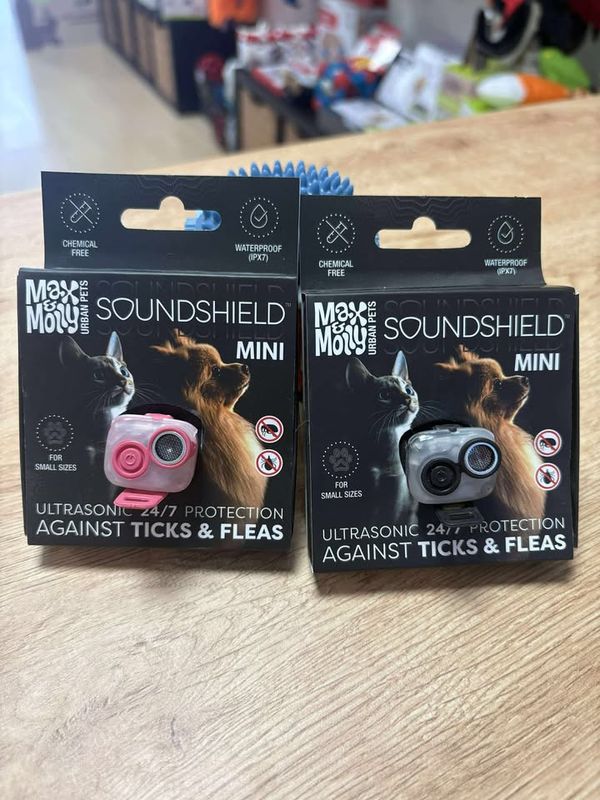 CHEMICAL
FREE
WATERPROOF
(IPX7)
Max
&
Molly
URBAN PETS
SOUNDSHIELD™
MINI
FOR
SMALL SIZES
ULTRASONIC 24/7 PROTECTION
AGAINST TICKS & FLEAS
CHEMICAL
FREE
WATERPROOF
(IPX7)
Max
&
Molly
URBAN PETS
SOUNDSHIELD™
MINI
FOR
SMALL SIZES
ULTRASONIC 24/7 PROTECTION
AGAINST TICKS & FLEAS